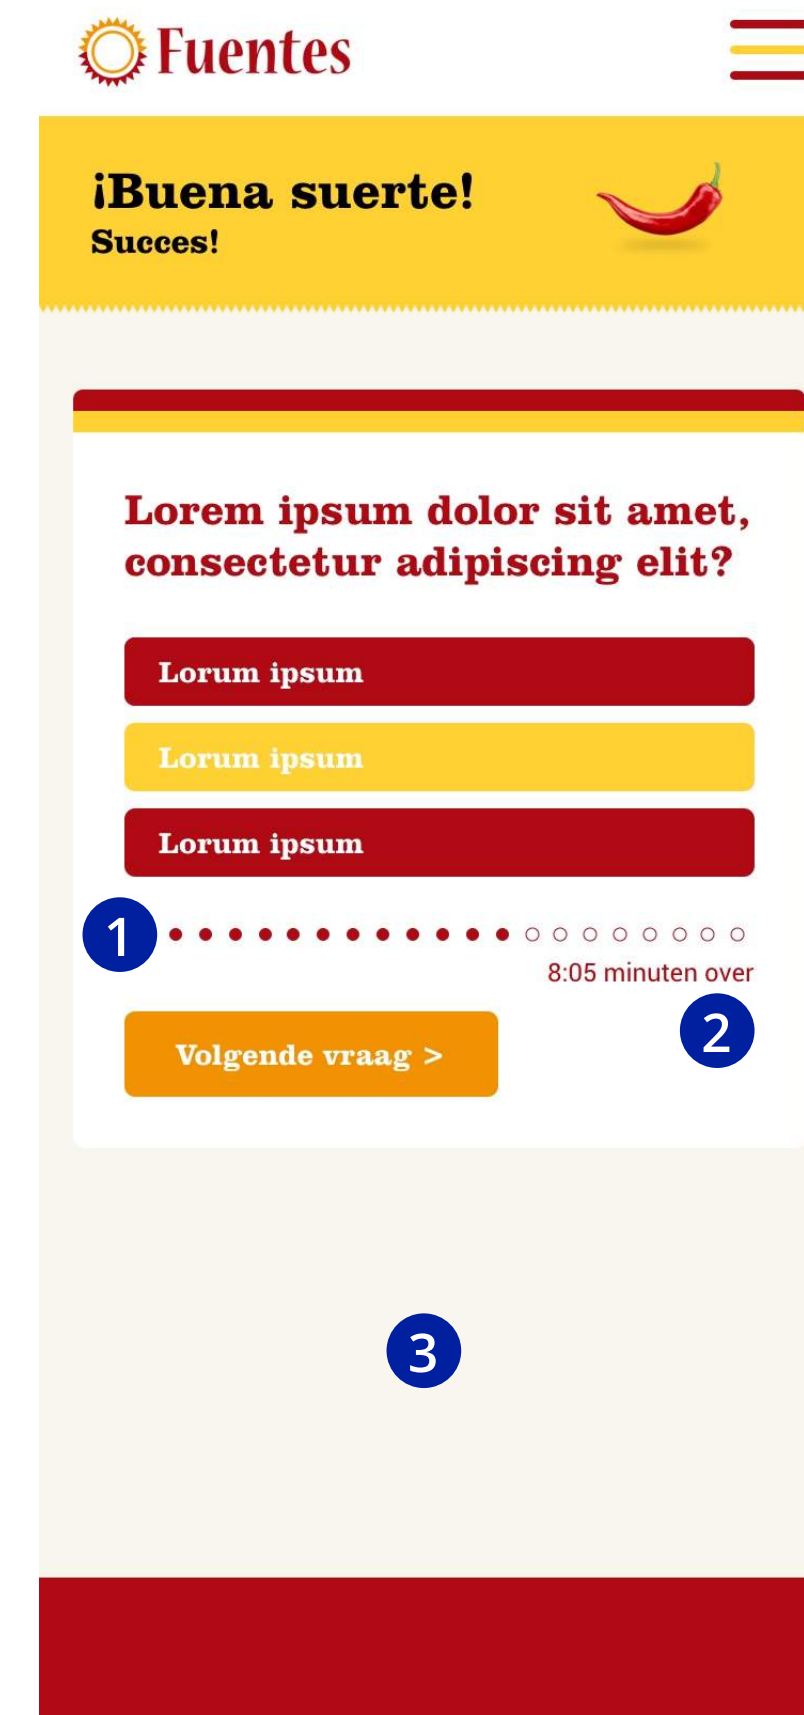 Fuentes
¡Buena suerte!
Succes!
Lorem ipsum dolor sit amet,
consectetur adipiscing elit?
Lorum ipsum
Lorum ipsum
Lorum ipsum
1
8:05 minuten over
2
Volgende vraag >
3